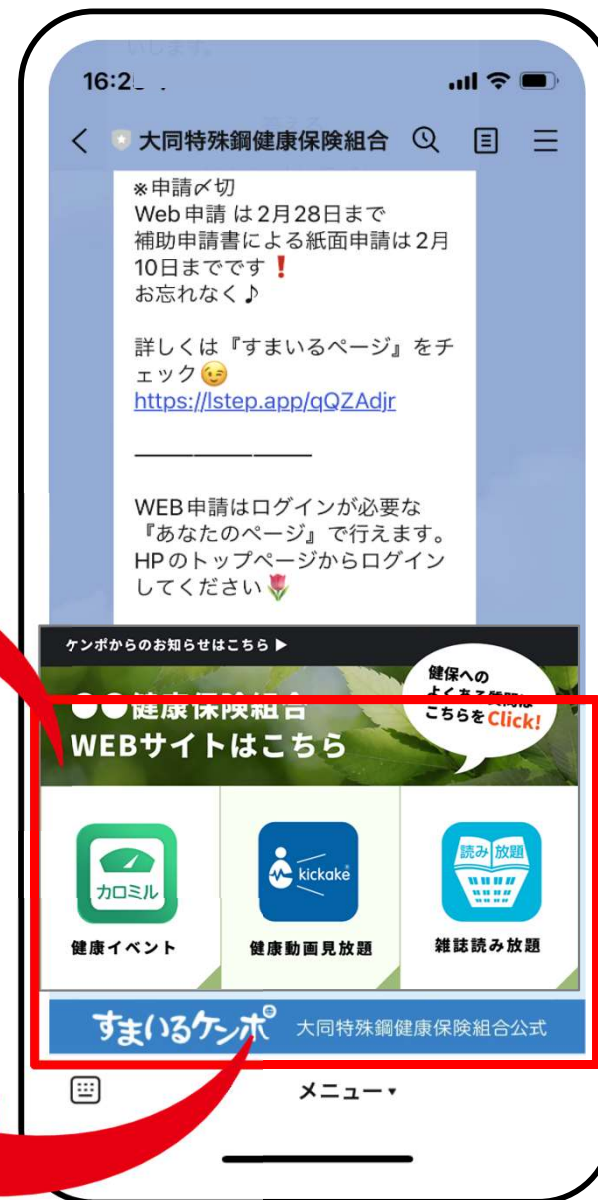 いします。
16:2
大同特殊鋼健康保険組合
※申請〆切
Web申請 は2月28日まで
補助申請書による紙面申請は2月
10日までです❗
お忘れなく♪
詳しくは『すまいるページ』をチ
ェック😉
https://lstep.app/qQZAdjr
WEB申請はログインが必要な
『あなたのページ』で行えます。
HPのトップページからログイン
してください🌷
ケンポからのお知らせはこちら ▶
健保への
よくある質問は
こちらをClick!
●●健康保険組合
WEBサイトはこちら
カロミル
kickake
読み放題
健康イベント
健康動画見放題
雑誌読み放題
すまいるケンポ
大同特殊鋼健康保険組合公式
メニュー▼